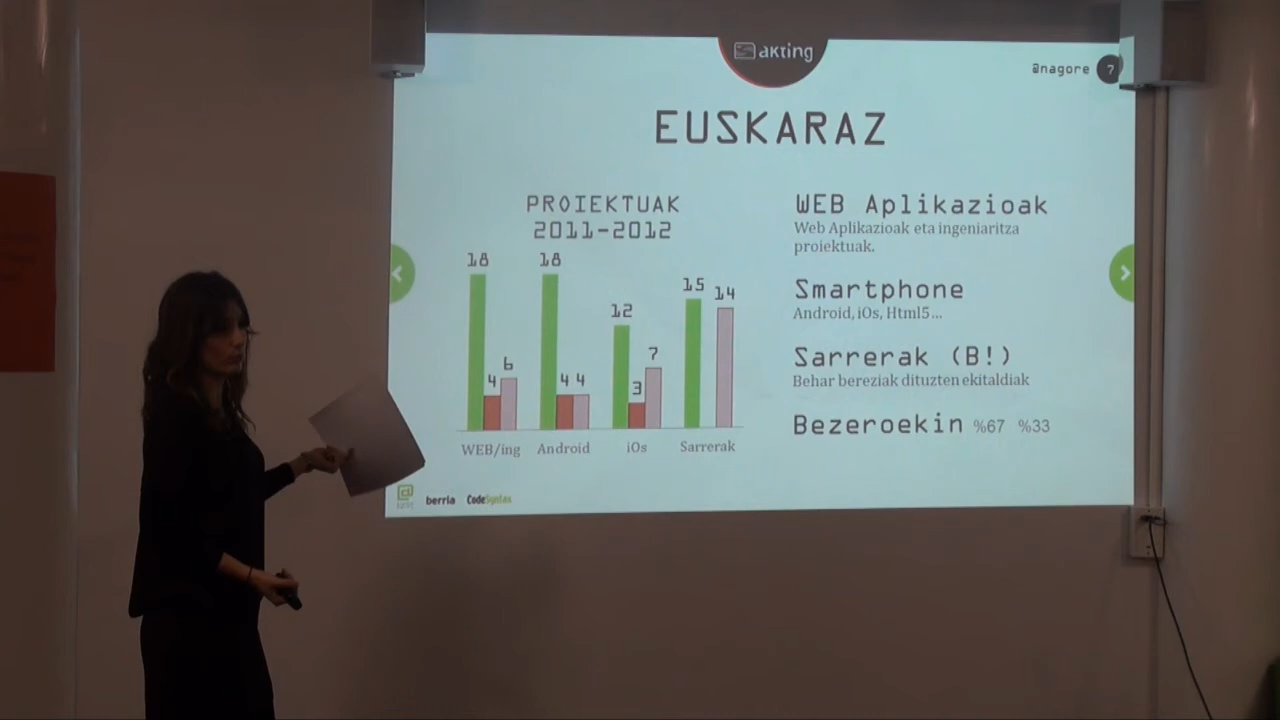 akting
@nagore 7
EUSKARAZ
PROIEKTUAK
2011-2012
18
4
6
18
4
4
12
3
7
15
14
WEB/ing
Android
iOs
Sarrerak
WEB Aplikazioak
Web Aplikazioak eta ingeniaritza
proiektuak.
Smartphone
Android, iOs, Html5...
Sarrerak (B!)
Behar bereziak dituzten ekitaldiak
Bezeroekin %67 %33
berria
CodeSyntax